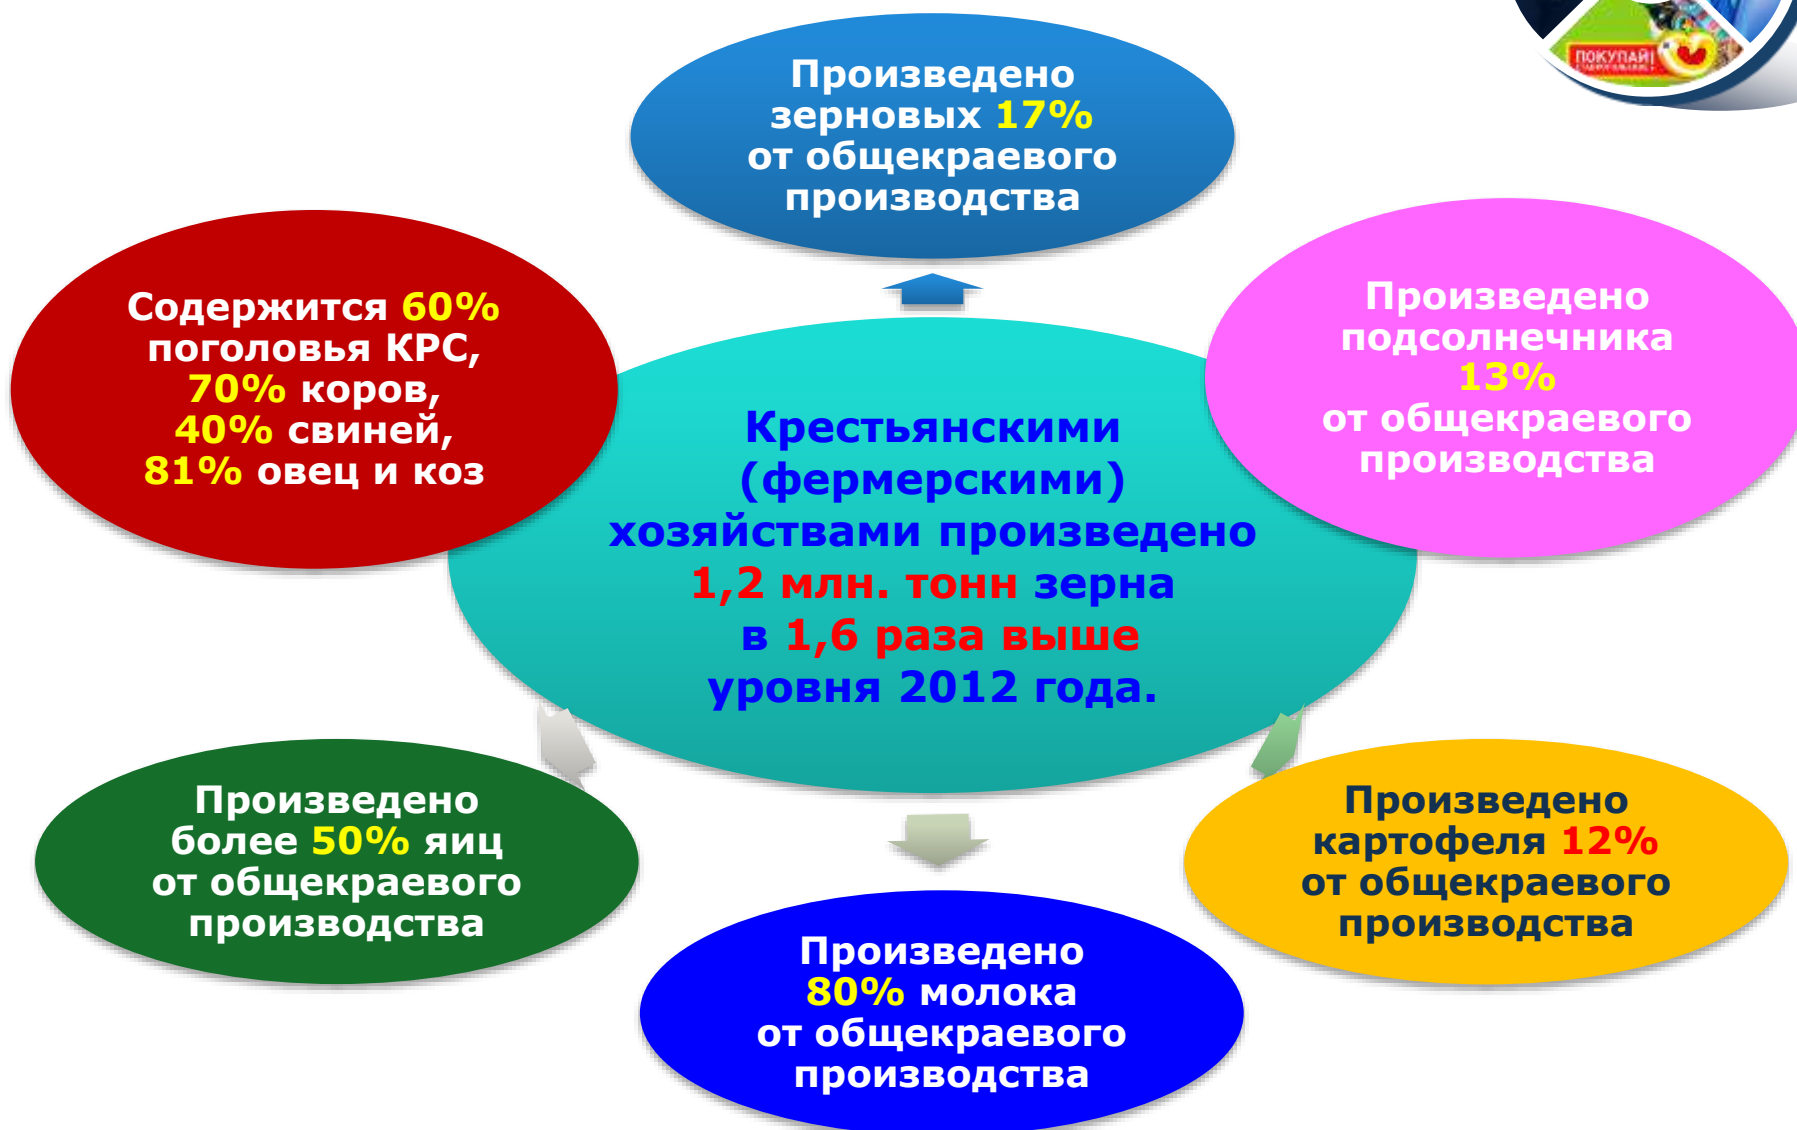 ПОКУПАЙ!
Произведено
зерновых 17%
от общекраевого
производства
Содержится 60%
поголовья КРС,
70% коров,
40% свиней,
81% овец и коз
Произведено
подсолнечника
13%
от общекраевого
производства
Крестьянскими
(фермерскими)
хозяйствами произведено
1,2 млн. тонн зерна
в 1,6 раза выше
уровня 2012 года.
Произведено
более 50% яиц
от общекраевого
производства
Произведено
картофеля 12%
от общекраевого
производства
Произведено
80% молока
от общекраевого
производства